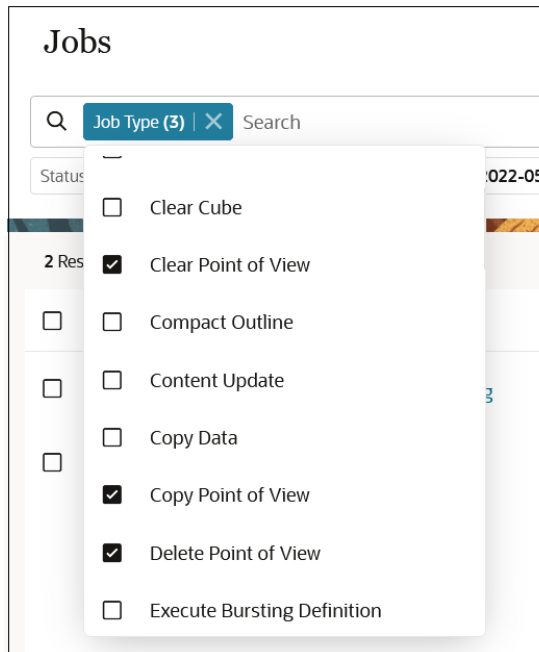 Jobs
Job Type (3)
Search
Status
2022-05
Clear Cube
2 Res
Clear Point of View
Compact Outline
Content Update
Copy Data
Copy Point of View
Delete Point of View
Execute Bursting Definition